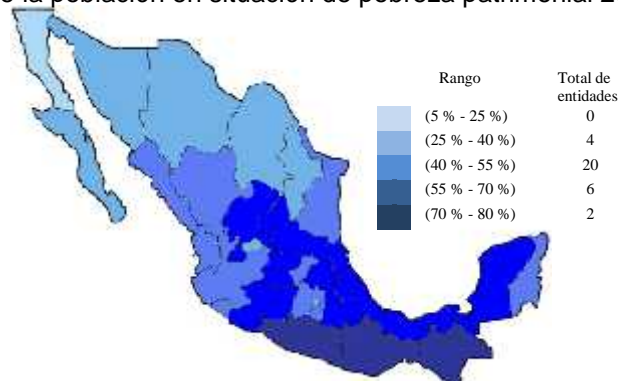 la población en situación de pobreza patrimonial 2
Rango Total de
entidades
(5 % - 25 %) 0
(25 % - 40 %) 4
(40 % - 55 %) 20
(55 % - 70 %) 6
(70 % - 80 %) 2